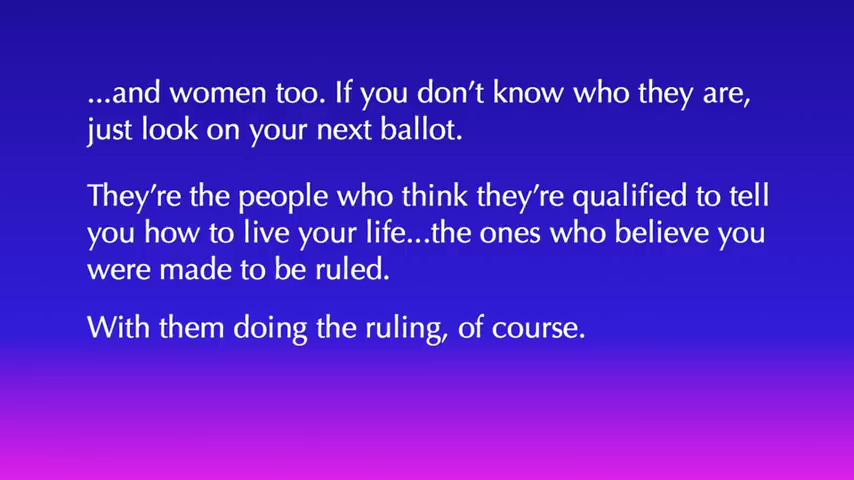 ...and women too. If you don’t know who they are,
just look on your next ballot.
They’re the people who think they’re qualified to tell
you how to live your life...the ones who believe you
were made to be ruled.
With them doing the ruling, of course.